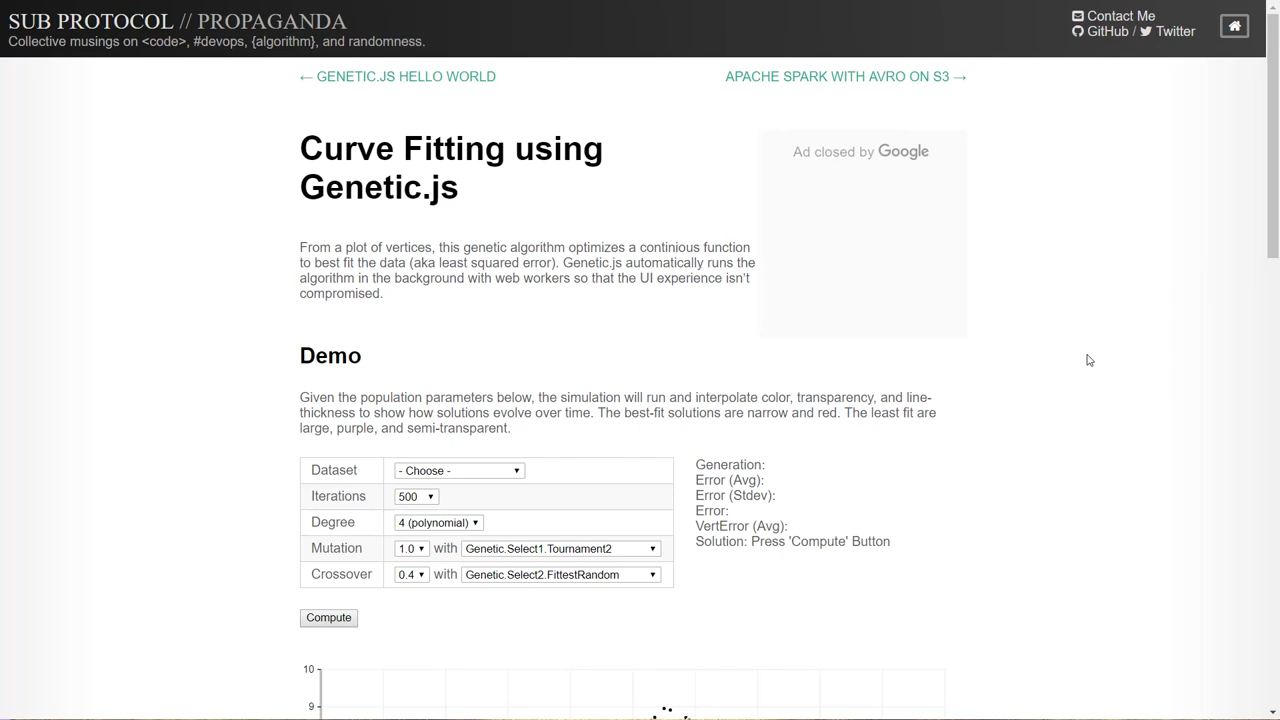 SUB PROTOCOL // PROPAGANDA
Collective musings on <code>, #devops, {algorithm}, and randomness.
Contact Me
GitHub / Twitter
← GENETIC.JS HELLO WORLD
APACHE SPARK WITH AVRO ON S3 →
Curve Fitting using
Genetic.js
Ad closed by Google
From a plot of vertices, this genetic algorithm optimizes a continious function
to best fit the data (aka least squared error). Genetic.js automatically runs the
algorithm in the background with web workers so that the UI experience isn't
compromised.
Demo
Given the population parameters below, the simulation will run and interpolate color, transparency, and line-
thickness to show how solutions evolve over time. The best-fit solutions are narrow and red. The least fit are
large, purple, and semi-transparent.
Dataset - Choose -
Iterations 500
Degree 4 (polynomial)
Mutation 1.0 with Genetic.Select1.Tournament2
Crossover 0.4 with Genetic.Select2.FittestRandom
Generation:
Error (Avg):
Error (Stdev):
Error:
VertError (Avg):
Solution: Press 'Compute' Button
Compute
10
9